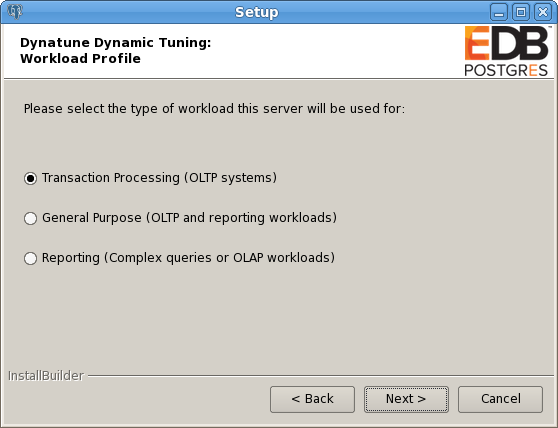 Setup
Dynatune Dynamic Tuning:
Workload Profile
EDB
POSTGRES
Please select the type of workload this server will be used for:
Transaction Processing (OLTP systems)
General Purpose (OLTP and reporting workloads)
Reporting (Complex queries or OLAP workloads)
InstallBuilder
< Back
Next >
Cancel